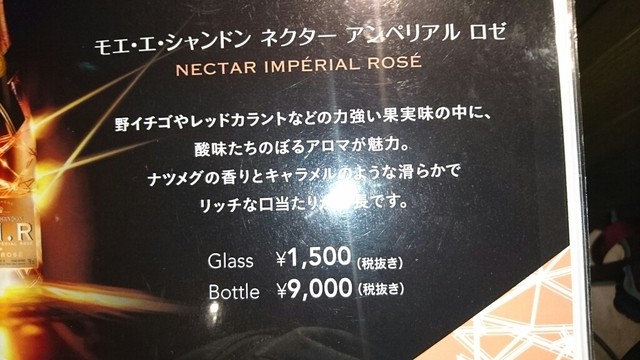 モエ・エ・シャンドン ネクター アンペリアル ロゼ
NECTAR IMPÉRIAL ROSÉ
野イチゴやレッドカラントなどの力強い果実味の中に、
酸味たちのぼるアロマが魅力。
ナツメグの香りとキャラメルのような滑らかで
リッチな口当たり 長です。
Glass ¥1,500 (税抜き)
Bottle ¥9,000 (税抜き)
.R
ROSÉ